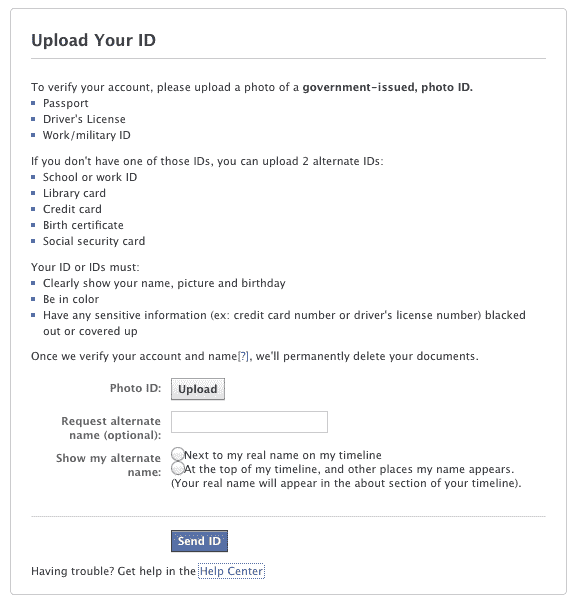 Upload Your ID
To verify your account, please upload a photo of a government-issued, photo ID.
Passport
Driver's License
Work/military ID
If you don't have one of those IDs, you can upload 2 alternate IDs:
School or work ID
Library card
Credit card
Birth certificate
Social security card
Your ID or IDs must:
Clearly show your name, picture and birthday
Be in color
Have any sensitive information (ex: credit card number or driver's license number) blacked
out or covered up
Once we verify your account and name[?], we'll permanently delete your documents.
Photo ID: Upload
Request alternate
name (optional):
Show my alternate
name:
Next to my real name on my timeline
At the top of my timeline, and other places my name appears.
(Your real name will appear in the about section of your timeline).
Send ID
Having trouble? Get help in the Help Center